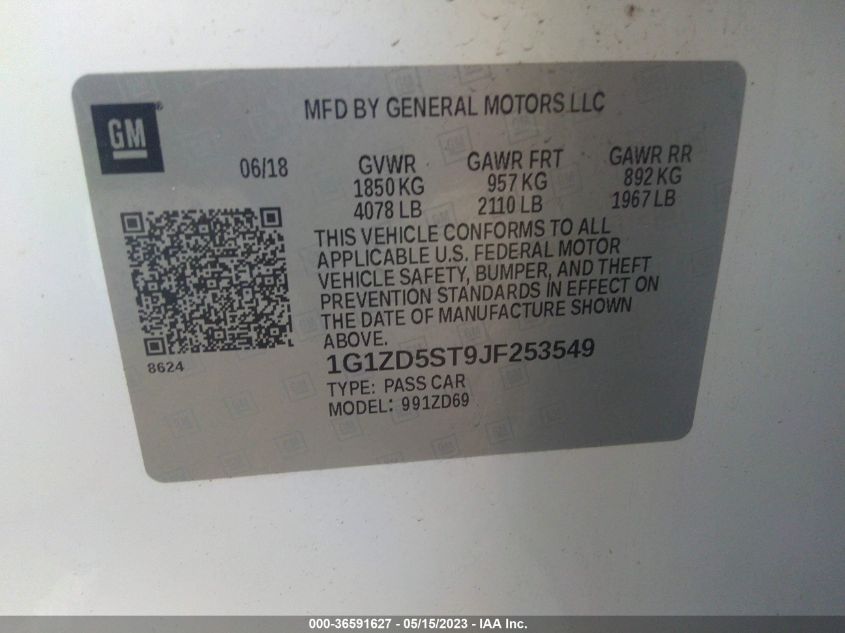 MFD BY GENERAL MOTORS LLC
GM®
06/18 GVWR GAWR FRT GAWR RR
1850 KG 957 KG 892 KG
4078 LB 2110 LB 1967 LB
THIS VEHICLE CONFORMS TO ALL
APPLICABLE U.S. FEDERAL MOTOR
VEHICLE SAFETY, BUMPER, AND THEFT
PREVENTION STANDARDS IN EFFECT ON
THE DATE OF MANUFACTURE SHOWN
ABOVE.
8624
1G1ZD5ST9JF253549
TYPE: PASS CAR
MODEL: 991ZD69
000-36591627 - 05/15/2023 - IAA Inc.